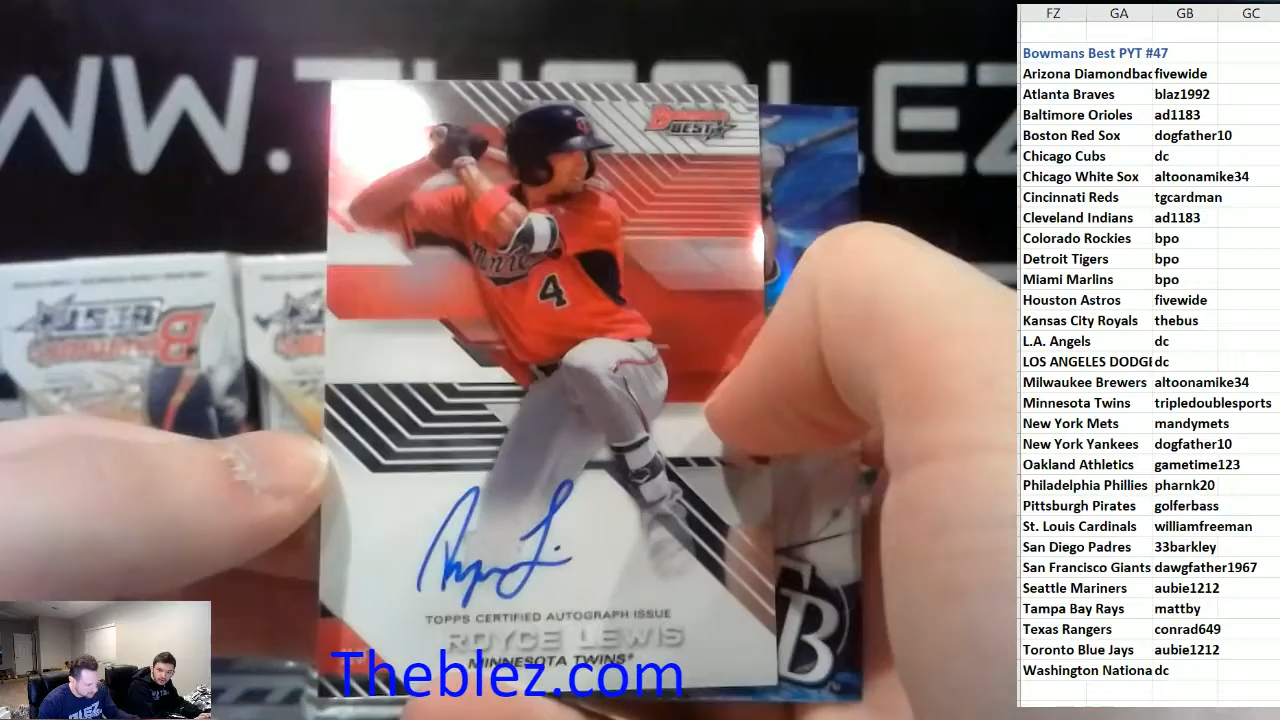 WW.THEBLEZ
BOWMAN'S BEST
Minne
4
TOPPS CERTIFIED AUTOGRAPH ISSUE
ROYCE LEWIS
MINNESOTA TWINS
B
Theblez.com
FZ GA GB GC
Bowmans Best PYT #47
Arizona Diamondbac fivewide
Atlanta Braves blaz1992
Baltimore Orioles ad1183
Boston Red Sox dogfather10
Chicago Cubs dc
Chicago White Sox altoonamike34
Cincinnati Reds tgcardman
Cleveland Indians ad1183
Colorado Rockies bpo
Detroit Tigers bpo
Miami Marlins bpo
Houston Astros fivewide
Kansas City Royals thebus
L.A. Angels dc
LOS ANGELES DODGE dc
Milwaukee Brewers altoonamike34
Minnesota Twins tripledoublesports
New York Mets mandymets
New York Yankees dogfather10
Oakland Athletics gametime123
Philadelphia Phillies pharnk20
Pittsburgh Pirates golferbass
St. Louis Cardinals williamfreeman
San Diego Padres 33barkley
San Francisco Giants dawgfather1967
Seattle Mariners aubie1212
Tampa Bay Rays mattby
Texas Rangers conrad649
Toronto Blue Jays aubie1212
Washington Nationa dc